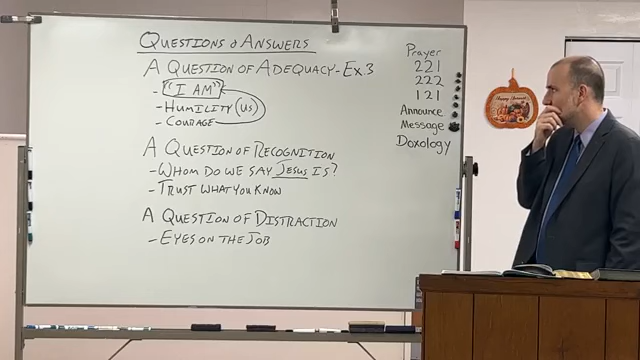 QUESTIONS & ANSWERS
A QUESTION OF ADEQUACY - EX.3
- "I AM"
- HUMILITY (US)
- COURAGE
A QUESTION OF RECOGNITION
- WHOM DO WE SAY JESUS IS?
- TRUST WHAT YOU KNOW
A QUESTION OF DISTRACTION
- EYES ON THE JOB
Prayer
221
222
121
Announce
Message
Doxology